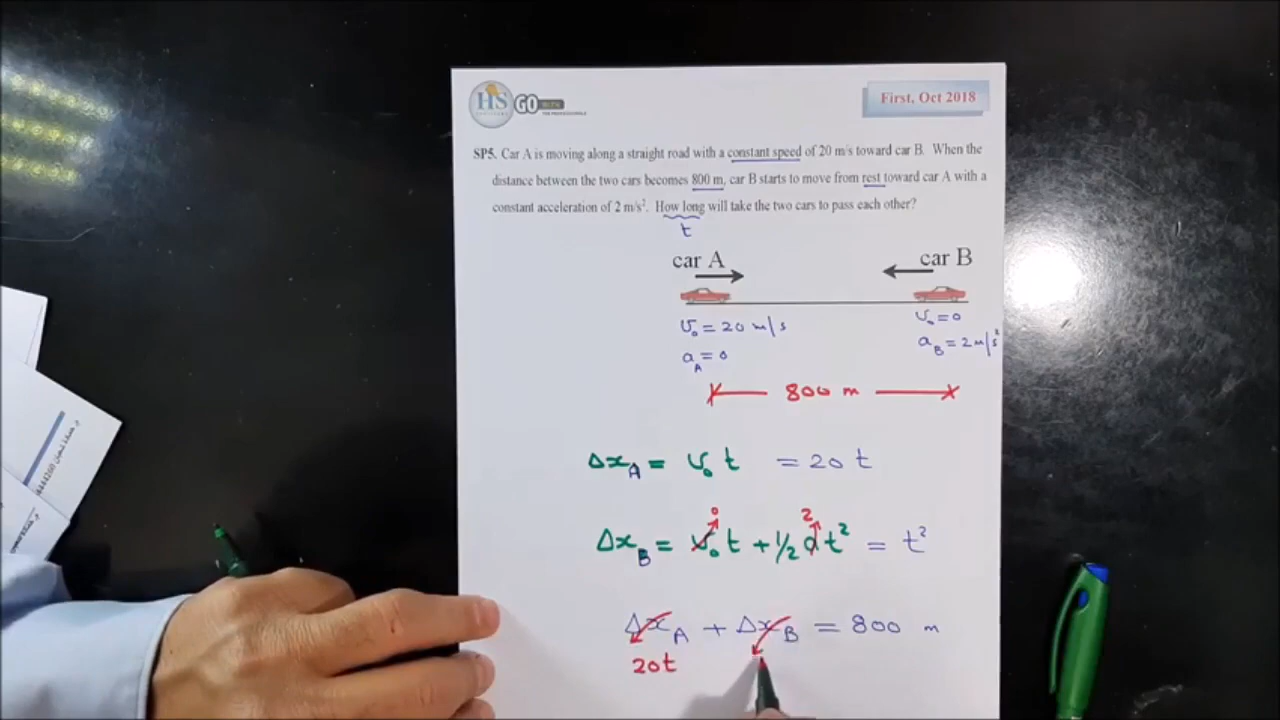 HS GO
First, Oct 2018
SP5. Car A is moving along a straight road with a constant speed of 20 m/s toward car B. When the
distance between the two cars becomes 800 m, car B starts to move from rest toward car A with a
constant acceleration of 2 m/s². How long will take the two cars to pass each other?
t
car A car B
v₀ = 20 m/s v₀ = 0
a_A = 0 a_B = 2 m/s²
800 m
Δx_A = v₀ t = 20 t
0 2
Δx_B = v₀ t + 1/2 a t² = t²
Δx_A + Δx_B = 800 m
20t